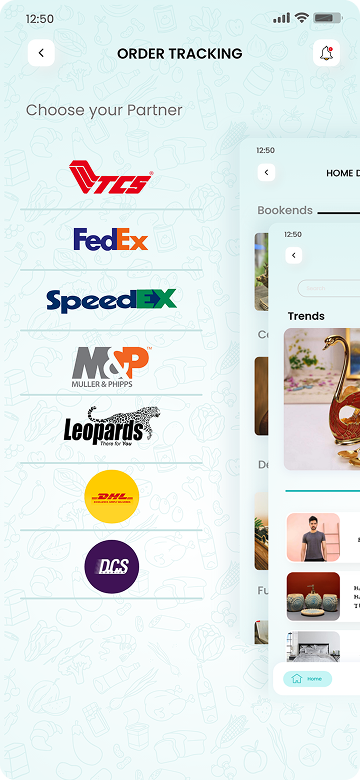 12:50
ORDER TRACKING
Choose your Partner
TCS
FedEx
SpeedEX
M&P
MULLER & PHIPPS
Leopards
There for You
DHL
DCS
12:50
HOME D
Bookends
12:50
Trends
Co
De
Fu
Home